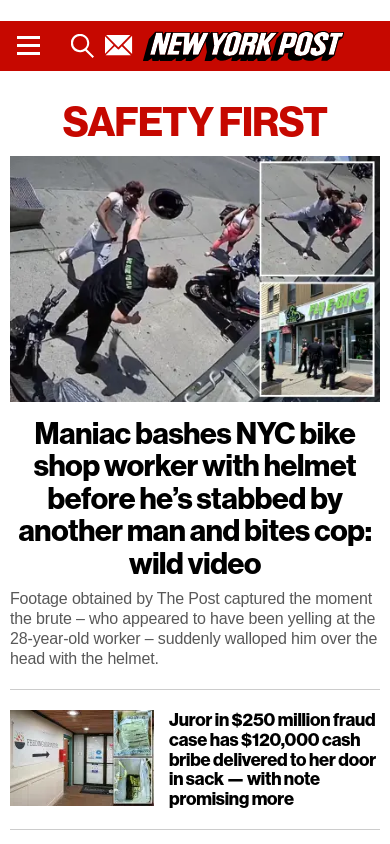 NEW YORK POST
SAFETY FIRST
Maniac bashes NYC bike
shop worker with helmet
before he’s stabbed by
another man and bites cop:
wild video
Footage obtained by The Post captured the moment
the brute – who appeared to have been yelling at the
28-year-old worker – suddenly walloped him over the
head with the helmet.
Juror in $250 million fraud
case has $120,000 cash
bribe delivered to her door
in sack — with note
promising more